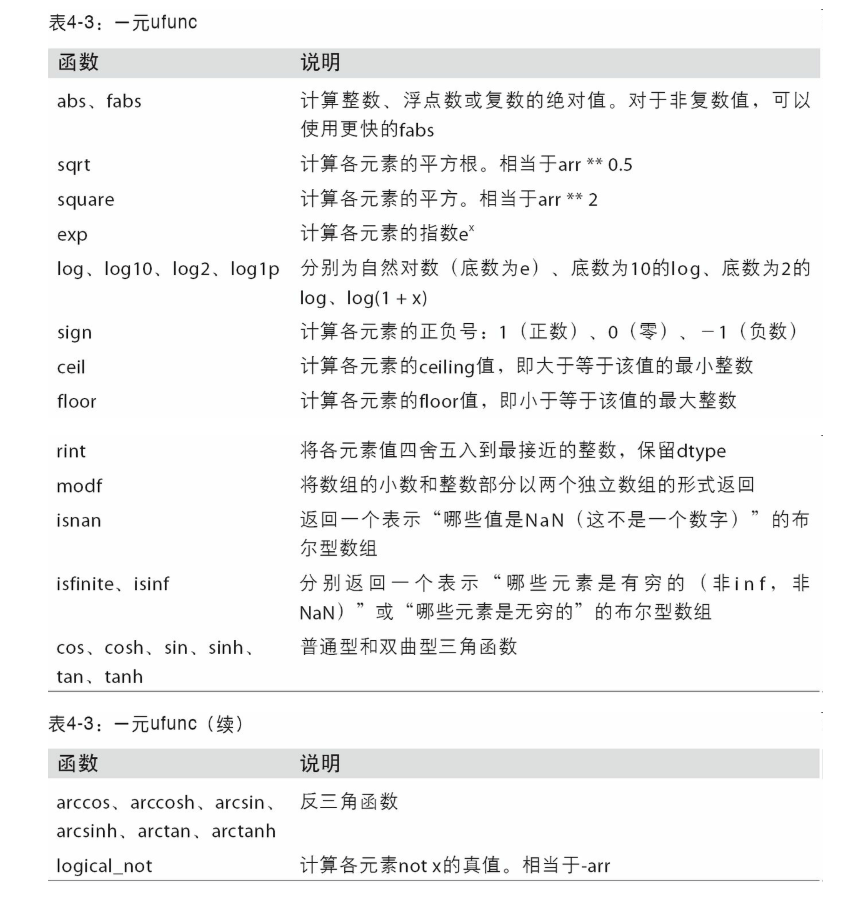 表4-3：一元ufunc
函数 说明
abs、fabs 计算整数、浮点数或复数的绝对值。对于非复数值，可以
使用更快的fabs
sqrt 计算各元素的平方根。相当于arr ** 0.5
square 计算各元素的平方。相当于arr ** 2
exp 计算各元素的指数eˣ
log、log10、log2、log1p 分别为自然对数（底数为e）、底数为10的log、底数为2的
log、log(1 + x)
sign 计算各元素的正负号：1（正数）、0（零）、－1（负数）
ceil 计算各元素的ceiling值，即大于等于该值的最小整数
floor 计算各元素的floor值，即小于等于该值的最大整数
rint 将各元素值四舍五入到最接近的整数，保留dtype
modf 将数组的小数和整数部分以两个独立数组的形式返回
isnan 返回一个表示“哪些值是NaN（这不是一个数字）”的布
尔型数组
isfinite、isinf 分别返回一个表示“哪些元素是有穷的（非inf，非
NaN）”或“哪些元素是无穷的”的布尔型数组
cos、cosh、sin、sinh、 普通型和双曲型三角函数
tan、tanh
表4-3：一元ufunc（续）
函数 说明
arccos、arccosh、arcsin、 反三角函数
arcsinh、arctan、arctanh
logical_not 计算各元素not x的真值。相当于-arr